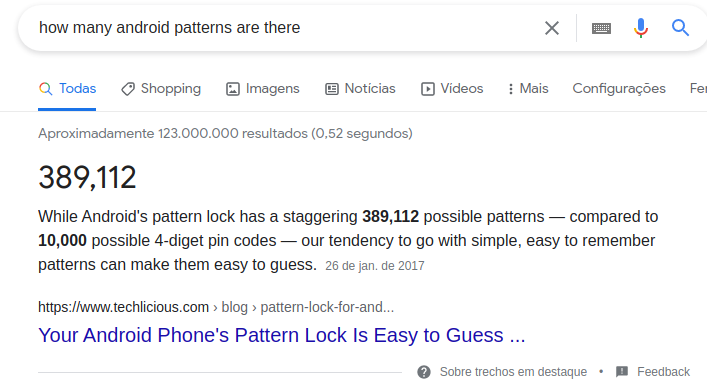 how many android patterns are there
Todas Shopping Imagens Notícias Vídeos Mais Configurações Fer
Aproximadamente 123.000.000 resultados (0,52 segundos)
389,112
While Android's pattern lock has a staggering 389,112 possible patterns — compared to
10,000 possible 4-diget pin codes — our tendency to go with simple, easy to remember
patterns can make them easy to guess. 26 de jan. de 2017
https://www.techlicious.com › blog › pattern-lock-for-and...
Your Android Phone's Pattern Lock Is Easy to Guess ...
Sobre trechos em destaque • Feedback